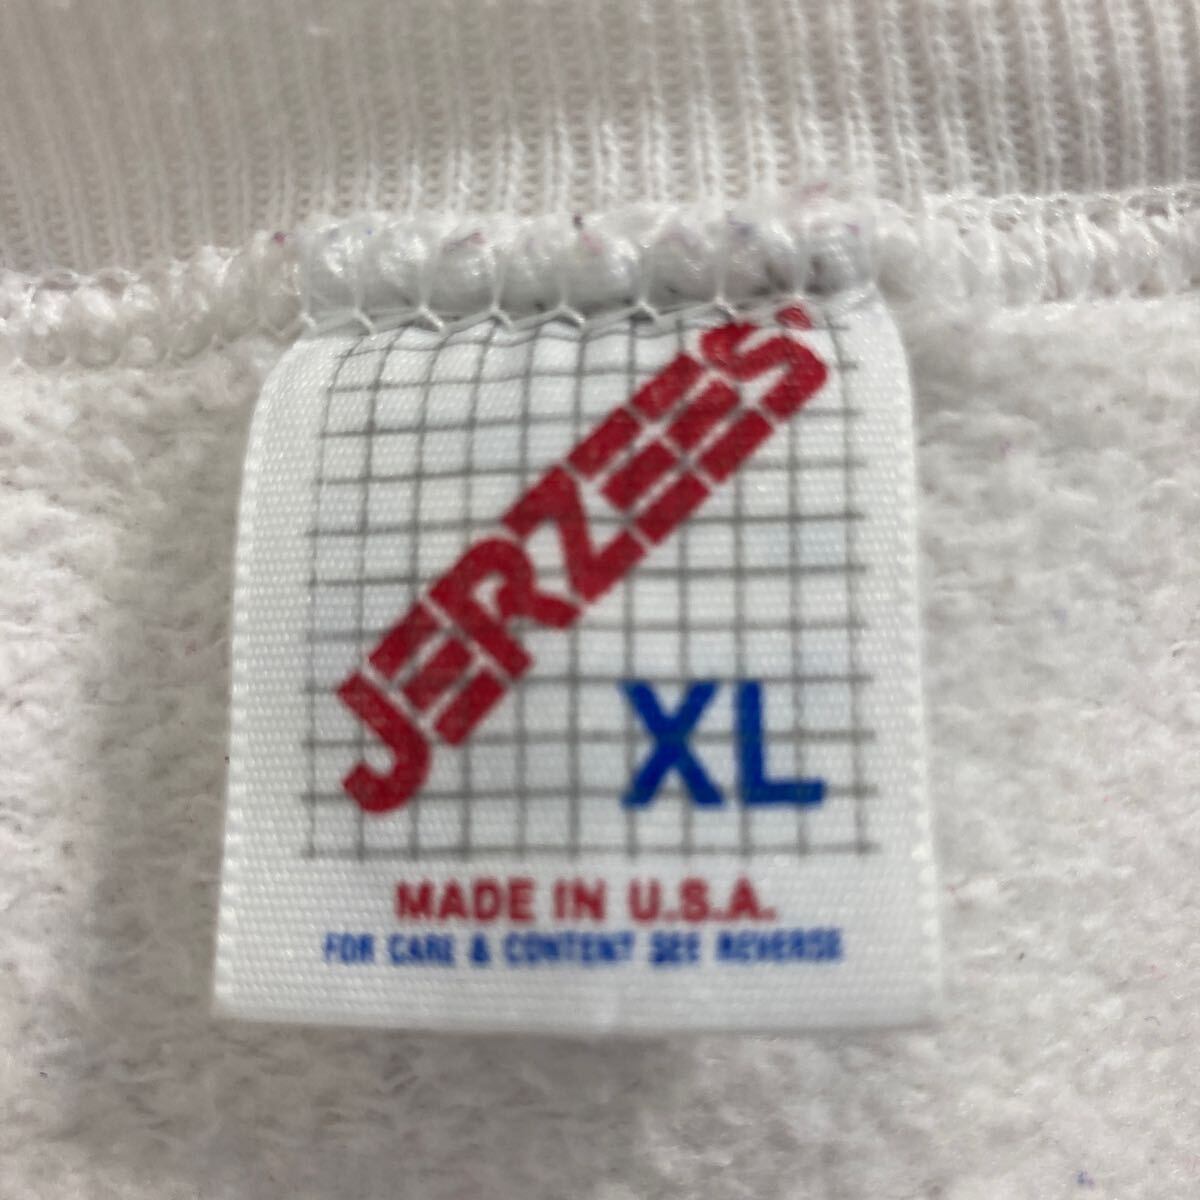 JERZEES.
XL
MADE IN U.S.A.
FOR CARE & CONTENT SEE REVERSE